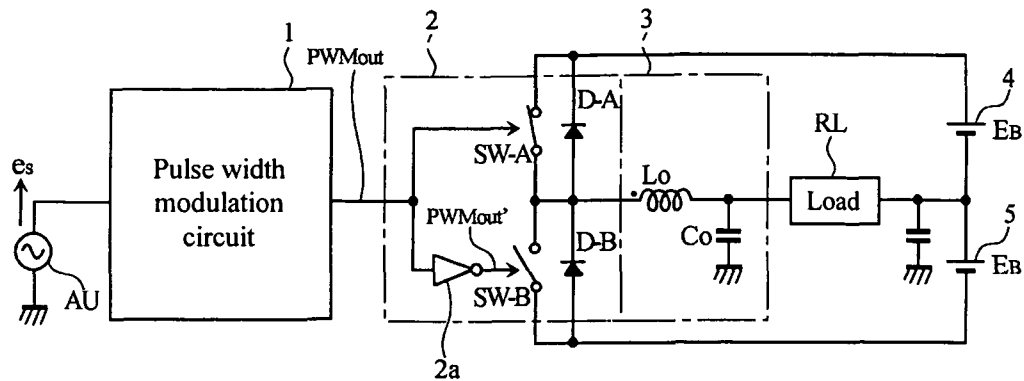 1
PWMout
2
3
4
D-A
EB
SW-A
RL
es
Pulse width
modulation
circuit
Lo
Load
PWMout’
Co
D-B
5
EB
AU
SW-B
2a